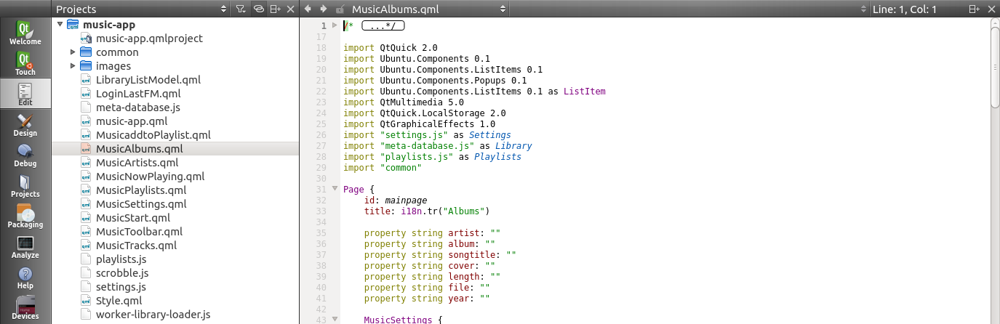 Projects
MusicAlbums.qml
Line: 1, Col: 1
Qt
Welcome
Qt
Touch
Edit
Design
Debug
Projects
Packaging
Analyze
?
Help
Devices
music-app
music-app.qmlproject
common
images
LibraryListModel.qml
LoginLastFM.qml
meta-database.js
music-app.qml
MusicaddtoPlaylist.qml
MusicAlbums.qml
MusicArtists.qml
MusicNowPlaying.qml
MusicPlaylists.qml
MusicSettings.qml
MusicStart.qml
MusicToolbar.qml
MusicTracks.qml
playlists.js
scrobble.js
settings.js
Style.qml
worker-library-loader.js
1 /* ...*/
17
18 import QtQuick 2.0
19 import Ubuntu.Components 0.1
20 import Ubuntu.Components.ListItems 0.1
21 import Ubuntu.Components.Popups 0.1
22 import Ubuntu.Components.ListItems 0.1 as ListItem
23 import QtMultimedia 5.0
24 import QtQuick.LocalStorage 2.0
25 import QtGraphicalEffects 1.0
26 import "settings.js" as Settings
27 import "meta-database.js" as Library
28 import "playlists.js" as Playlists
29 import "common"
30
31 Page {
32 id: mainpage
33 title: i18n.tr("Albums")
34
35 property string artist: ""
36 property string album: ""
37 property string songtitle: ""
38 property string cover: ""
39 property string length: ""
40 property string file: ""
41 property string year: ""
42
43 MusicSettings {